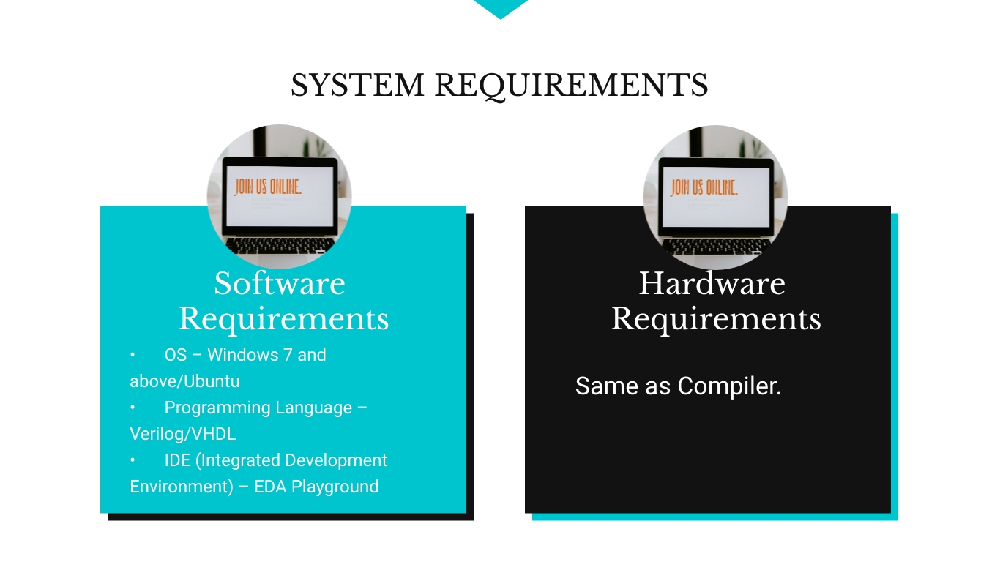 SYSTEM REQUIREMENTS
JOIN US ONLINE.
Software
Requirements
• OS – Windows 7 and
above/Ubuntu
• Programming Language –
Verilog/VHDL
• IDE (Integrated Development
Environment) – EDA Playground
JOIN US ONLINE.
Hardware
Requirements
Same as Compiler.